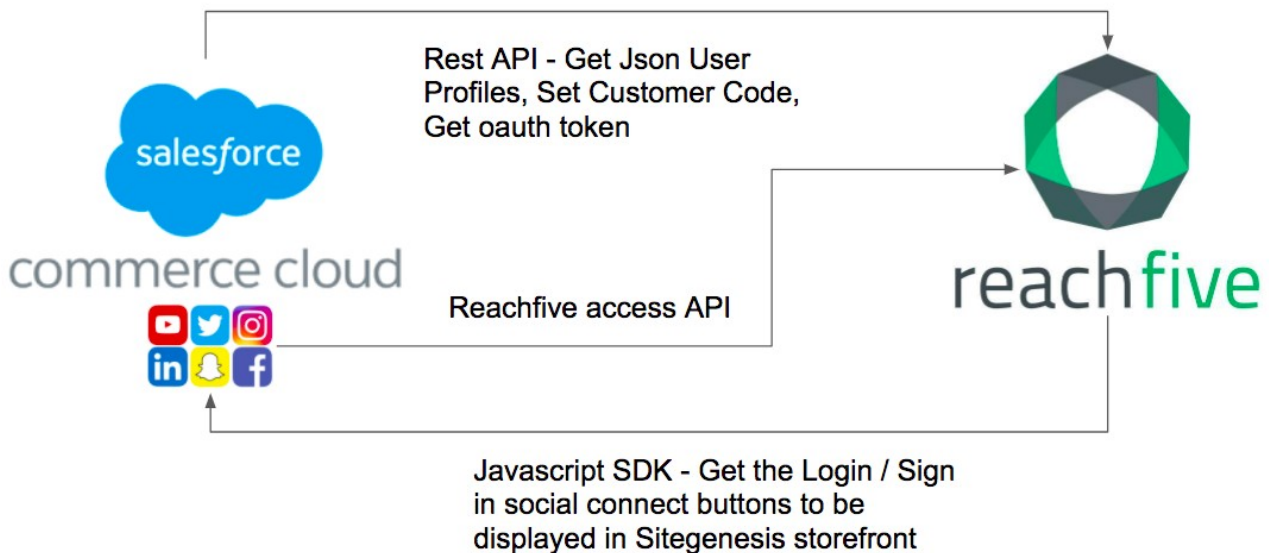 Rest API - Get Json User
Profiles, Set Customer Code,
Get oauth token
salesforce
commerce cloud
in
f
reachfive
Reachfive access API
Javascript SDK - Get the Login / Sign
in social connect buttons to be
displayed in Sitegenesis storefront